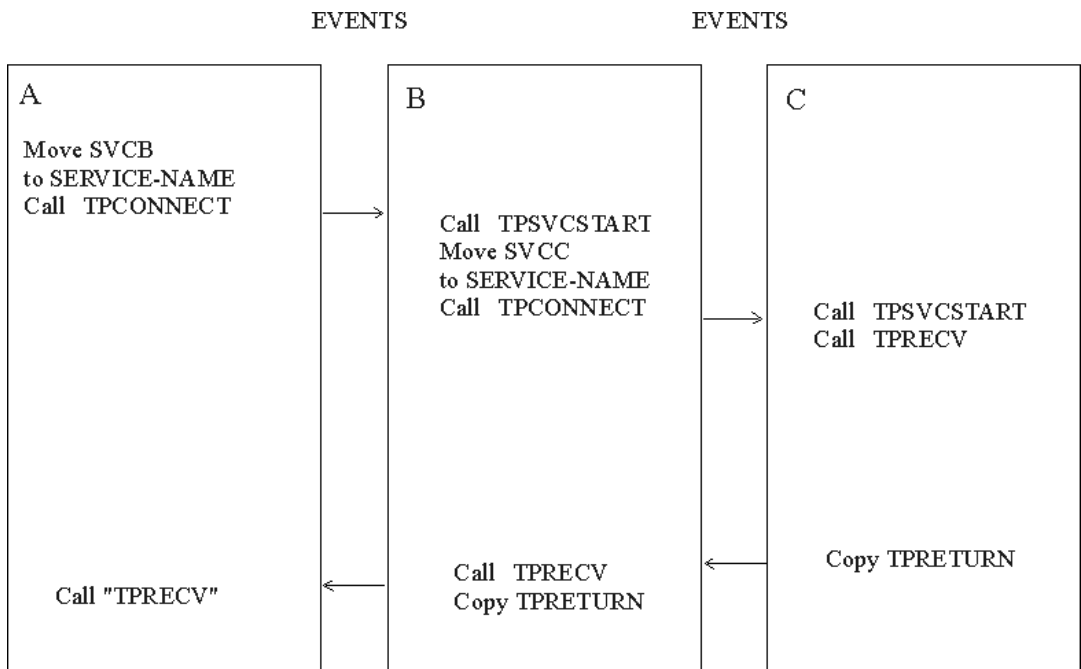 EVENTS
EVENTS
A
Move SVCB
to SERVICE-NAME
Call TPCONNECT
B
Call TPSVCSTART
Move SVCC
to SERVICE-NAME
Call TPCONNECT
Call TPRECV
Copy TPRETURN
C
Call TPSVCSTART
Call TPRECV
Copy TPRETURN
Call "TPRECV"